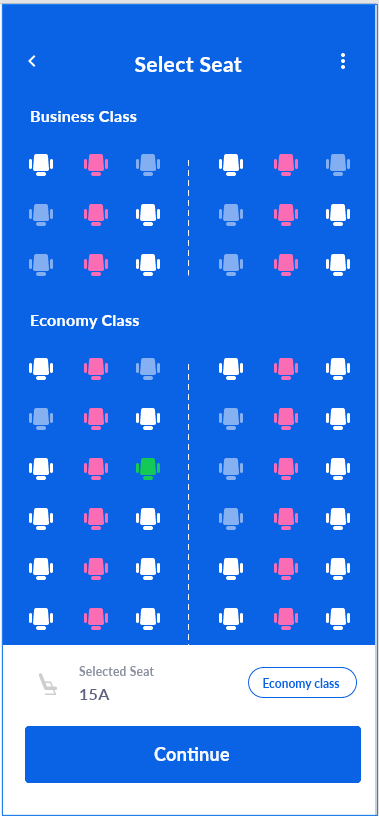 Select Seat
Business Class
Economy Class
Selected Seat
15A
Economy class
Continue